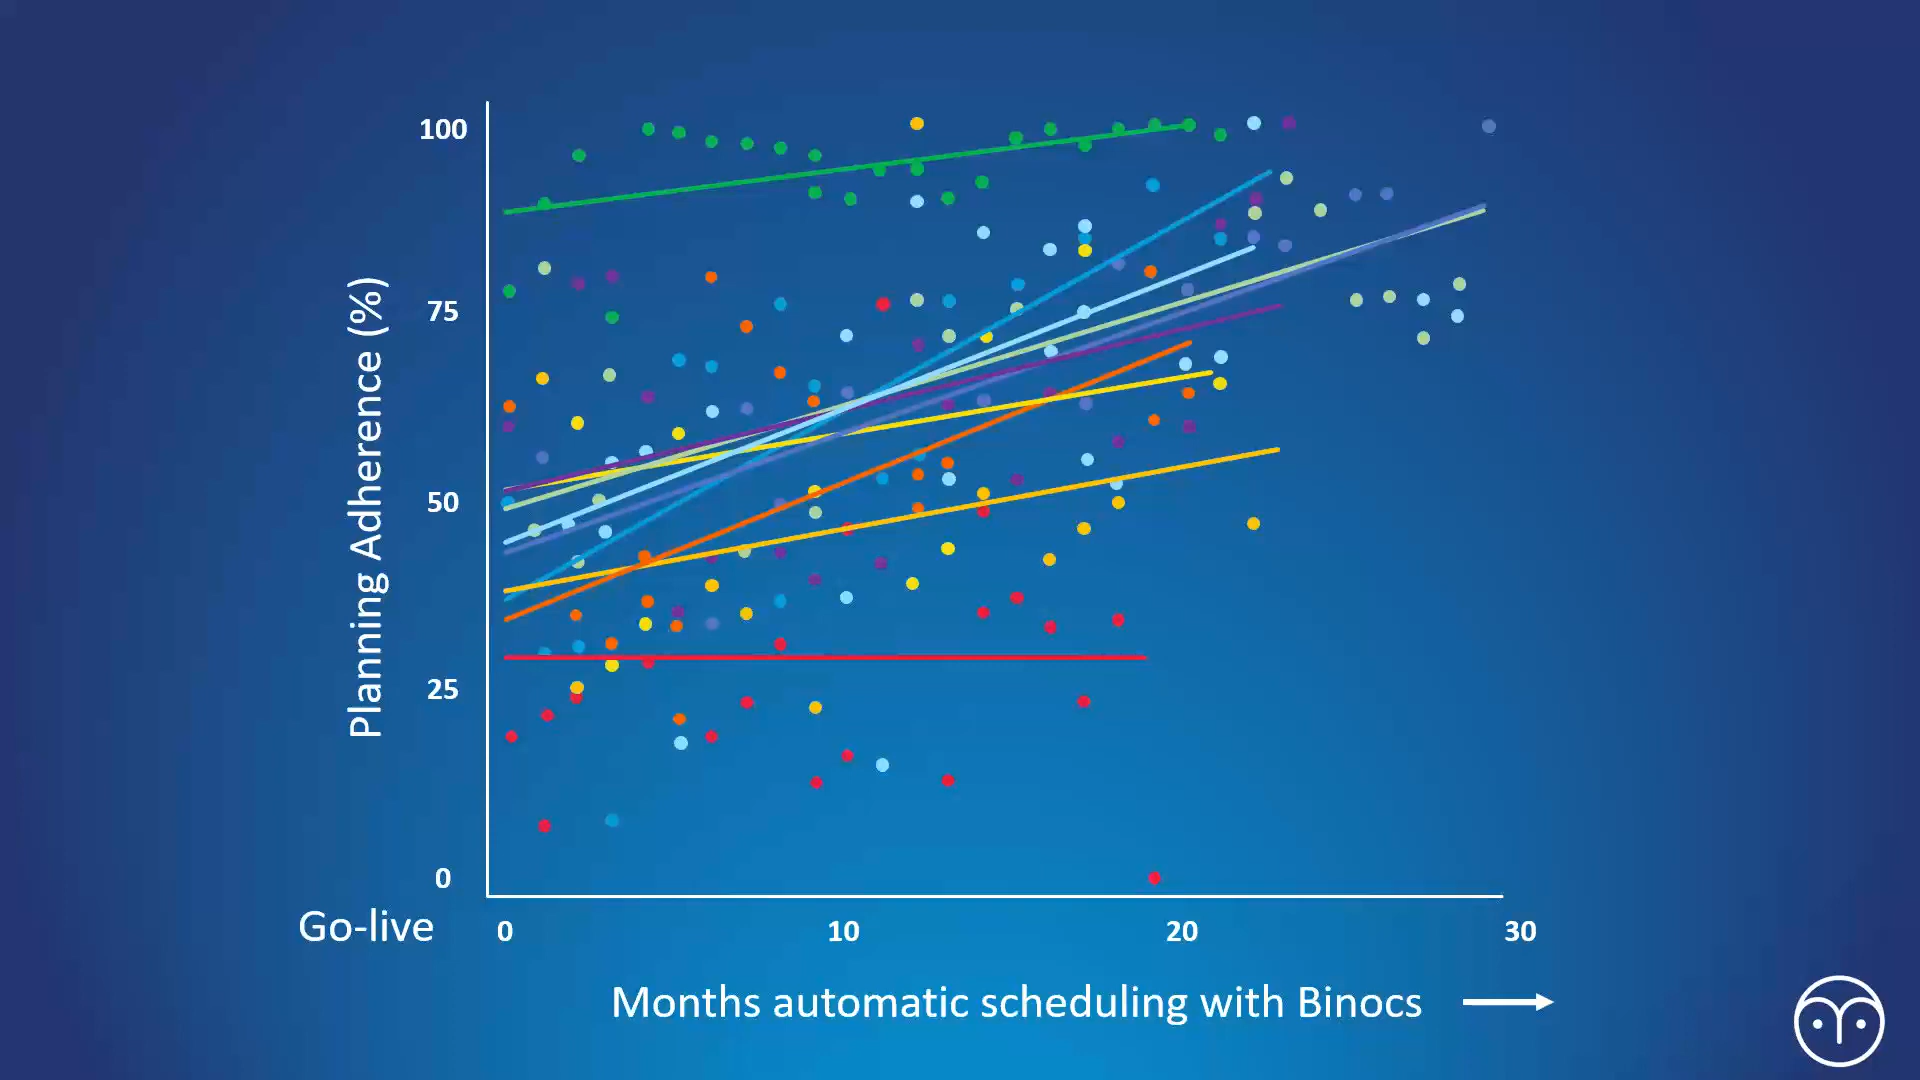 100
75
50
25
0
Planning Adherence (%)
Go-live
0 10 20 30
Months automatic scheduling with Binocs